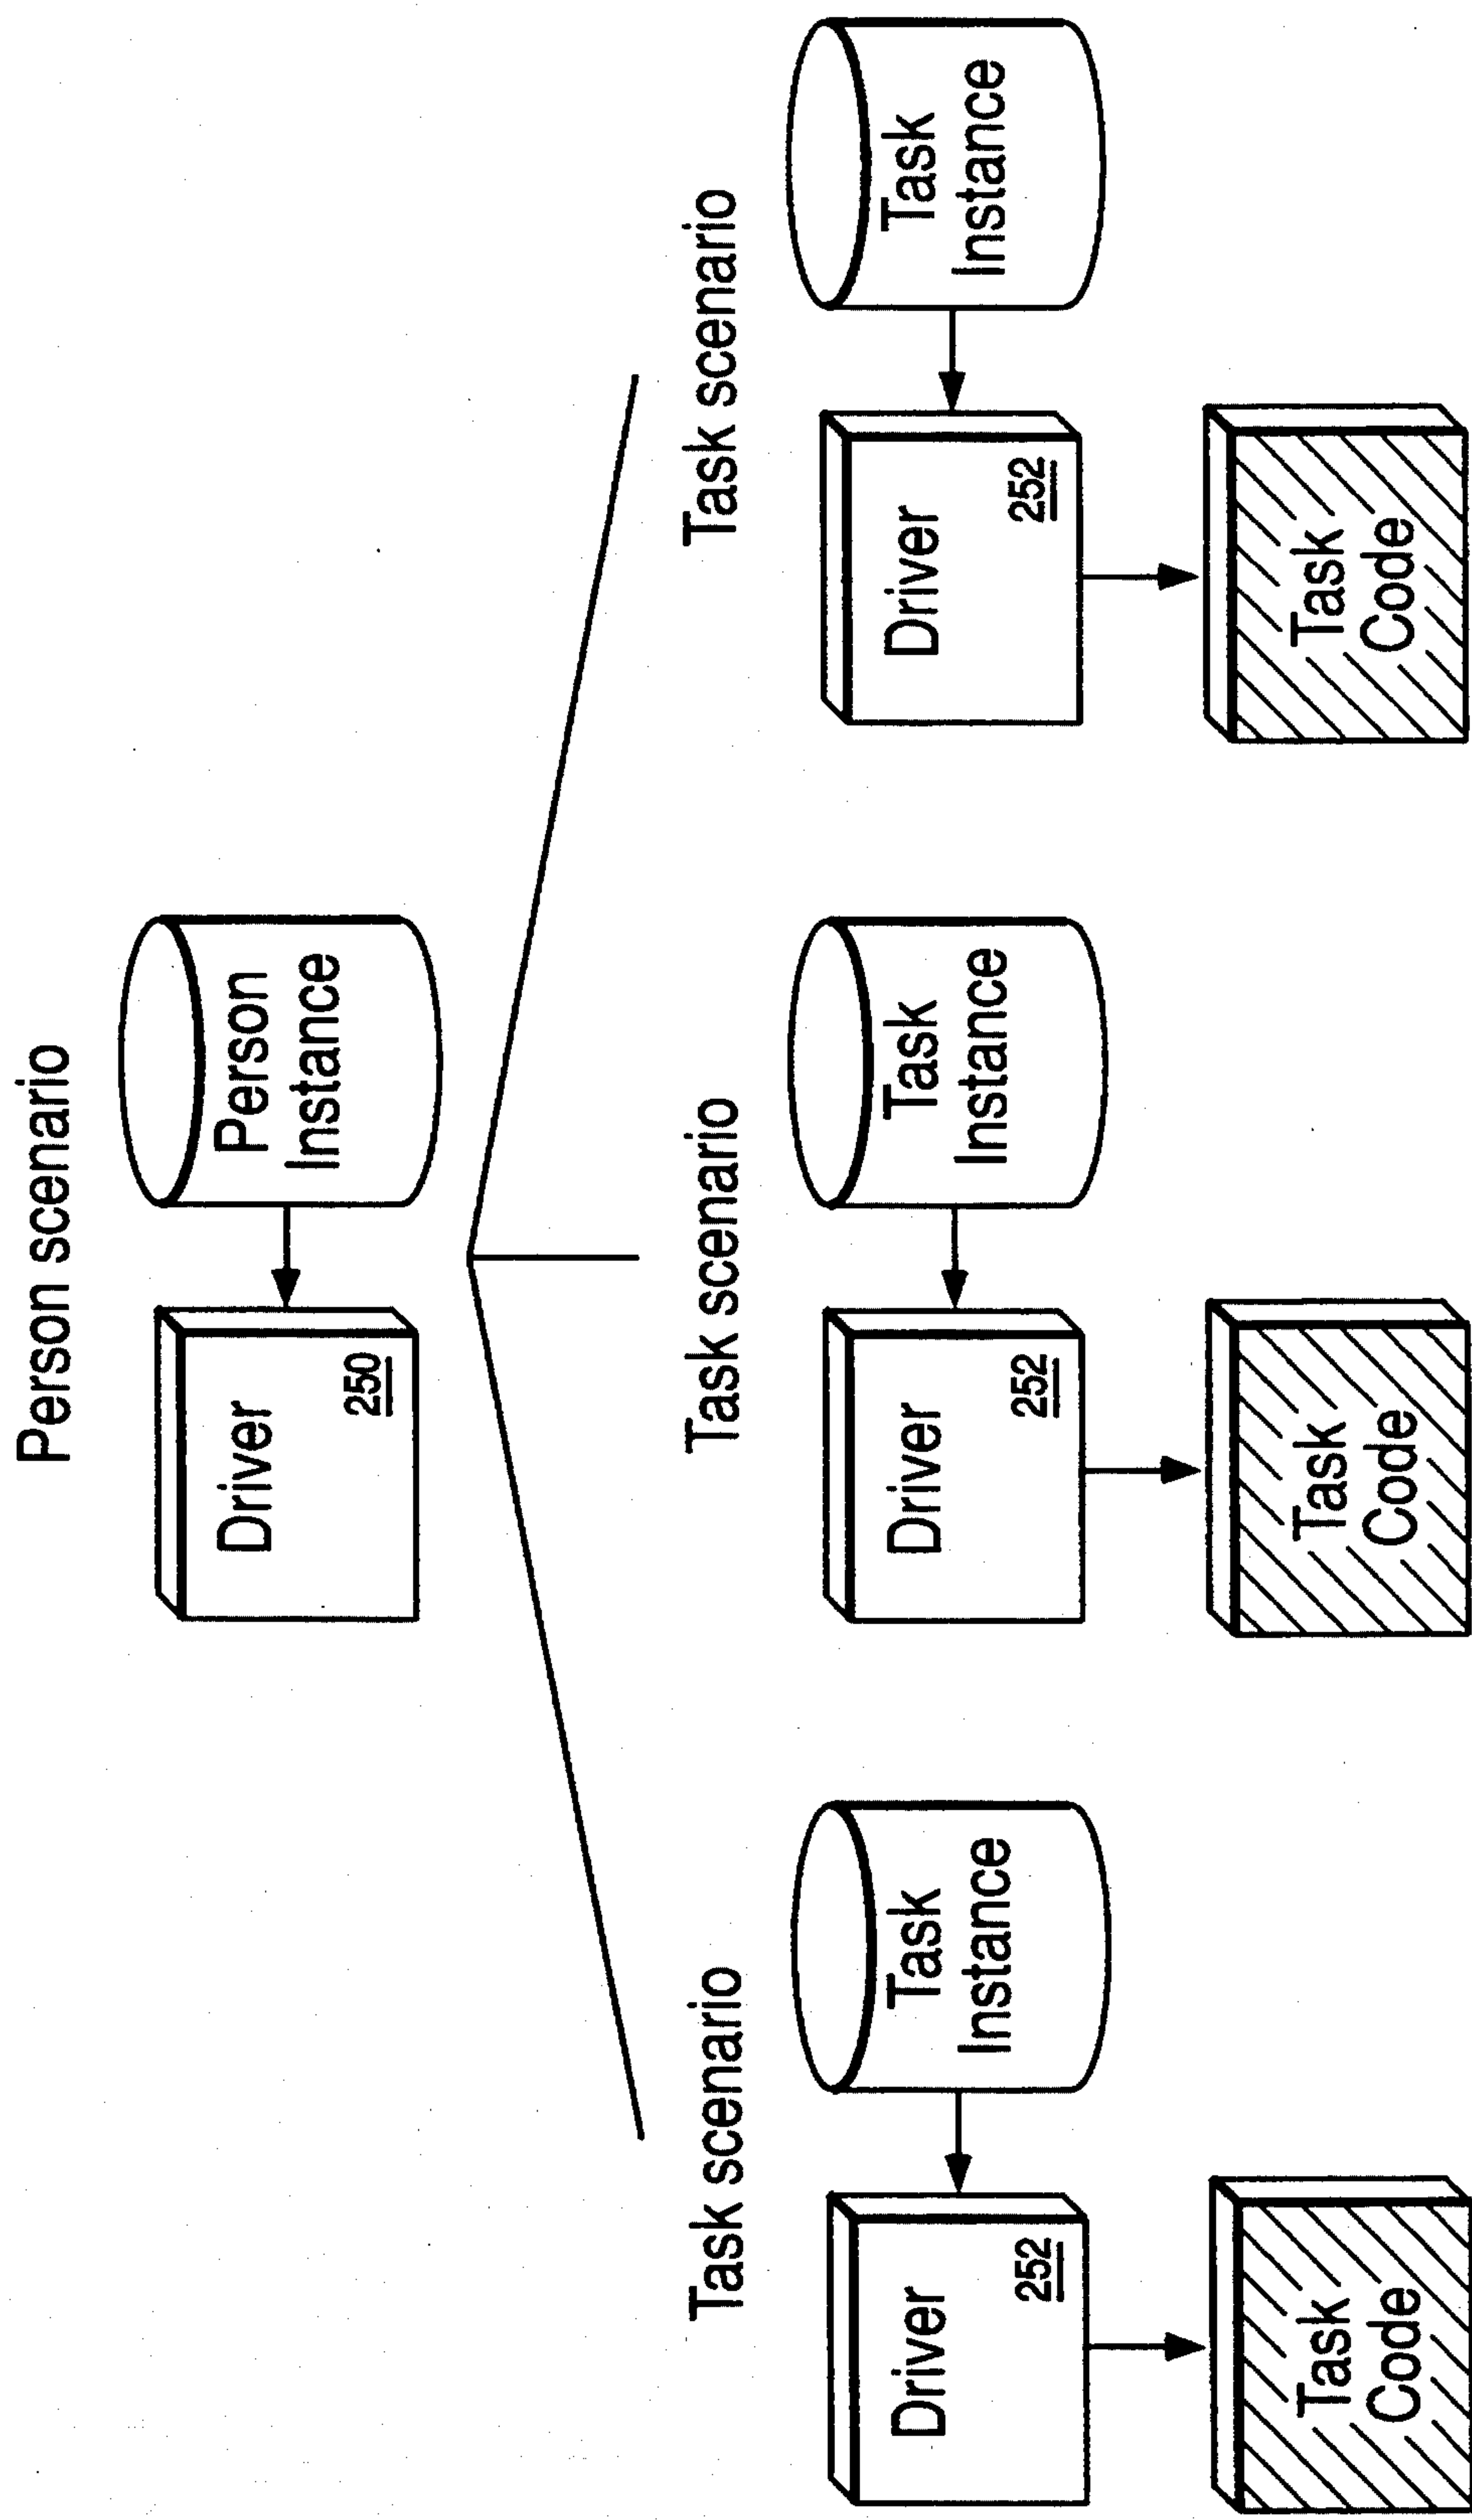 Person scenario
Driver
250
Person
Instance
Task scenario
Driver
252
Task
Instance
Task
Code
Task scenario
Driver
252
Task
Instance
Task
Code
Task scenario
Driver
252
Task
Instance
Task
Code